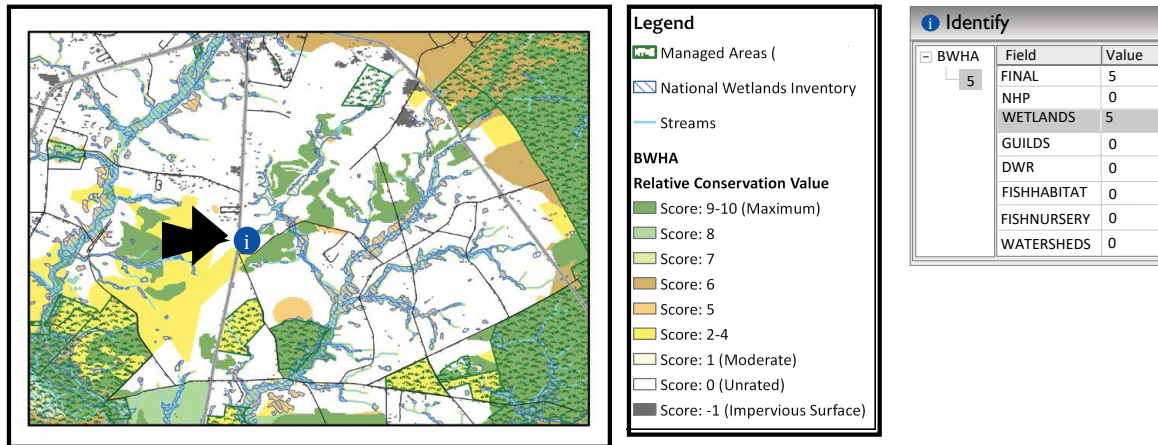 i
Legend
Managed Areas (
National Wetlands Inventory
Streams
BWHA
Relative Conservation Value
Score: 9-10 (Maximum)
Score: 8
Score: 7
Score: 6
Score: 5
Score: 2-4
Score: 1 (Moderate)
Score: 0 (Unrated)
Score: -1 (Impervious Surface)
i Identify
BWHA
5
Field Value
FINAL 5
NHP 0
WETLANDS 5
GUILDS 0
DWR 0
FISHHABITAT 0
FISHNURSERY 0
WATERSHEDS 0